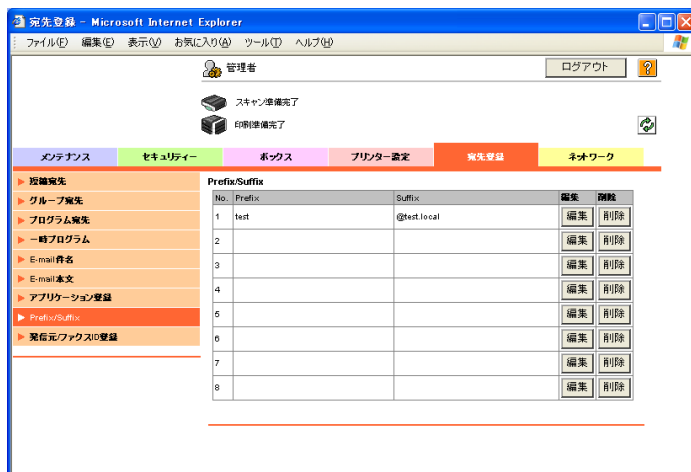 宛先登録 - Microsoft Internet Explorer
ファイル(F) 編集(E) 表示(V) お気に入り(A) ツール(T) ヘルプ(H)
管理者 ログアウト ?
スキャン準備完了
印刷準備完了
メンテナンス セキュリティー ボックス プリンター設定 宛先登録 ネットワーク
短縮宛先
グループ宛先
プログラム宛先
一時プログラム
E-mail件名
E-mail本文
アプリケーション登録
Prefix/Suffix
発信元/ファクスID登録
Prefix/Suffix
No. Prefix Suffix 編集 削除
1 test @test.local 編集 削除
2 編集 削除
3 編集 削除
4 編集 削除
5 編集 削除
6 編集 削除
7 編集 削除
8 編集 削除